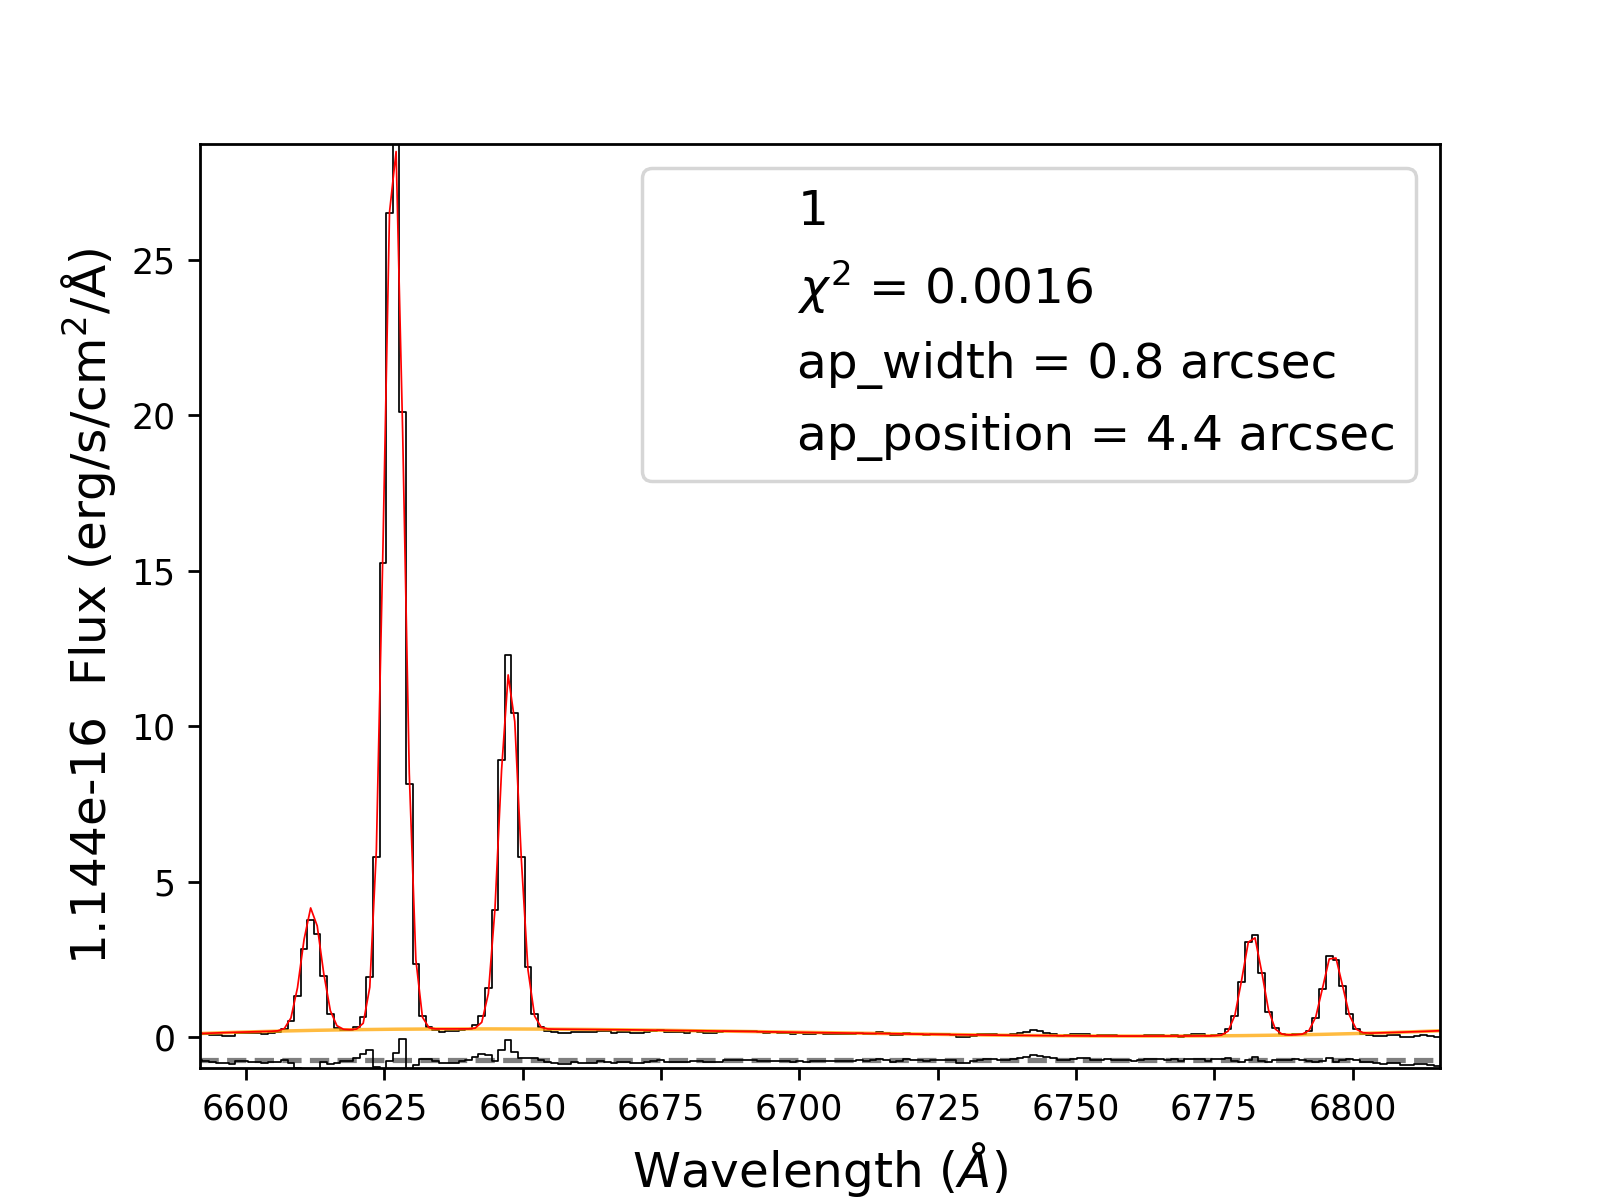 1
χ² = 0.0016
ap_width = 0.8 arcsec
ap_position = 4.4 arcsec
1.144e-16 Flux (erg/s/cm²/Å)
25
20
15
10
5
0
6600 6625 6650 6675 6700 6725 6750 6775 6800
Wavelength (Å)